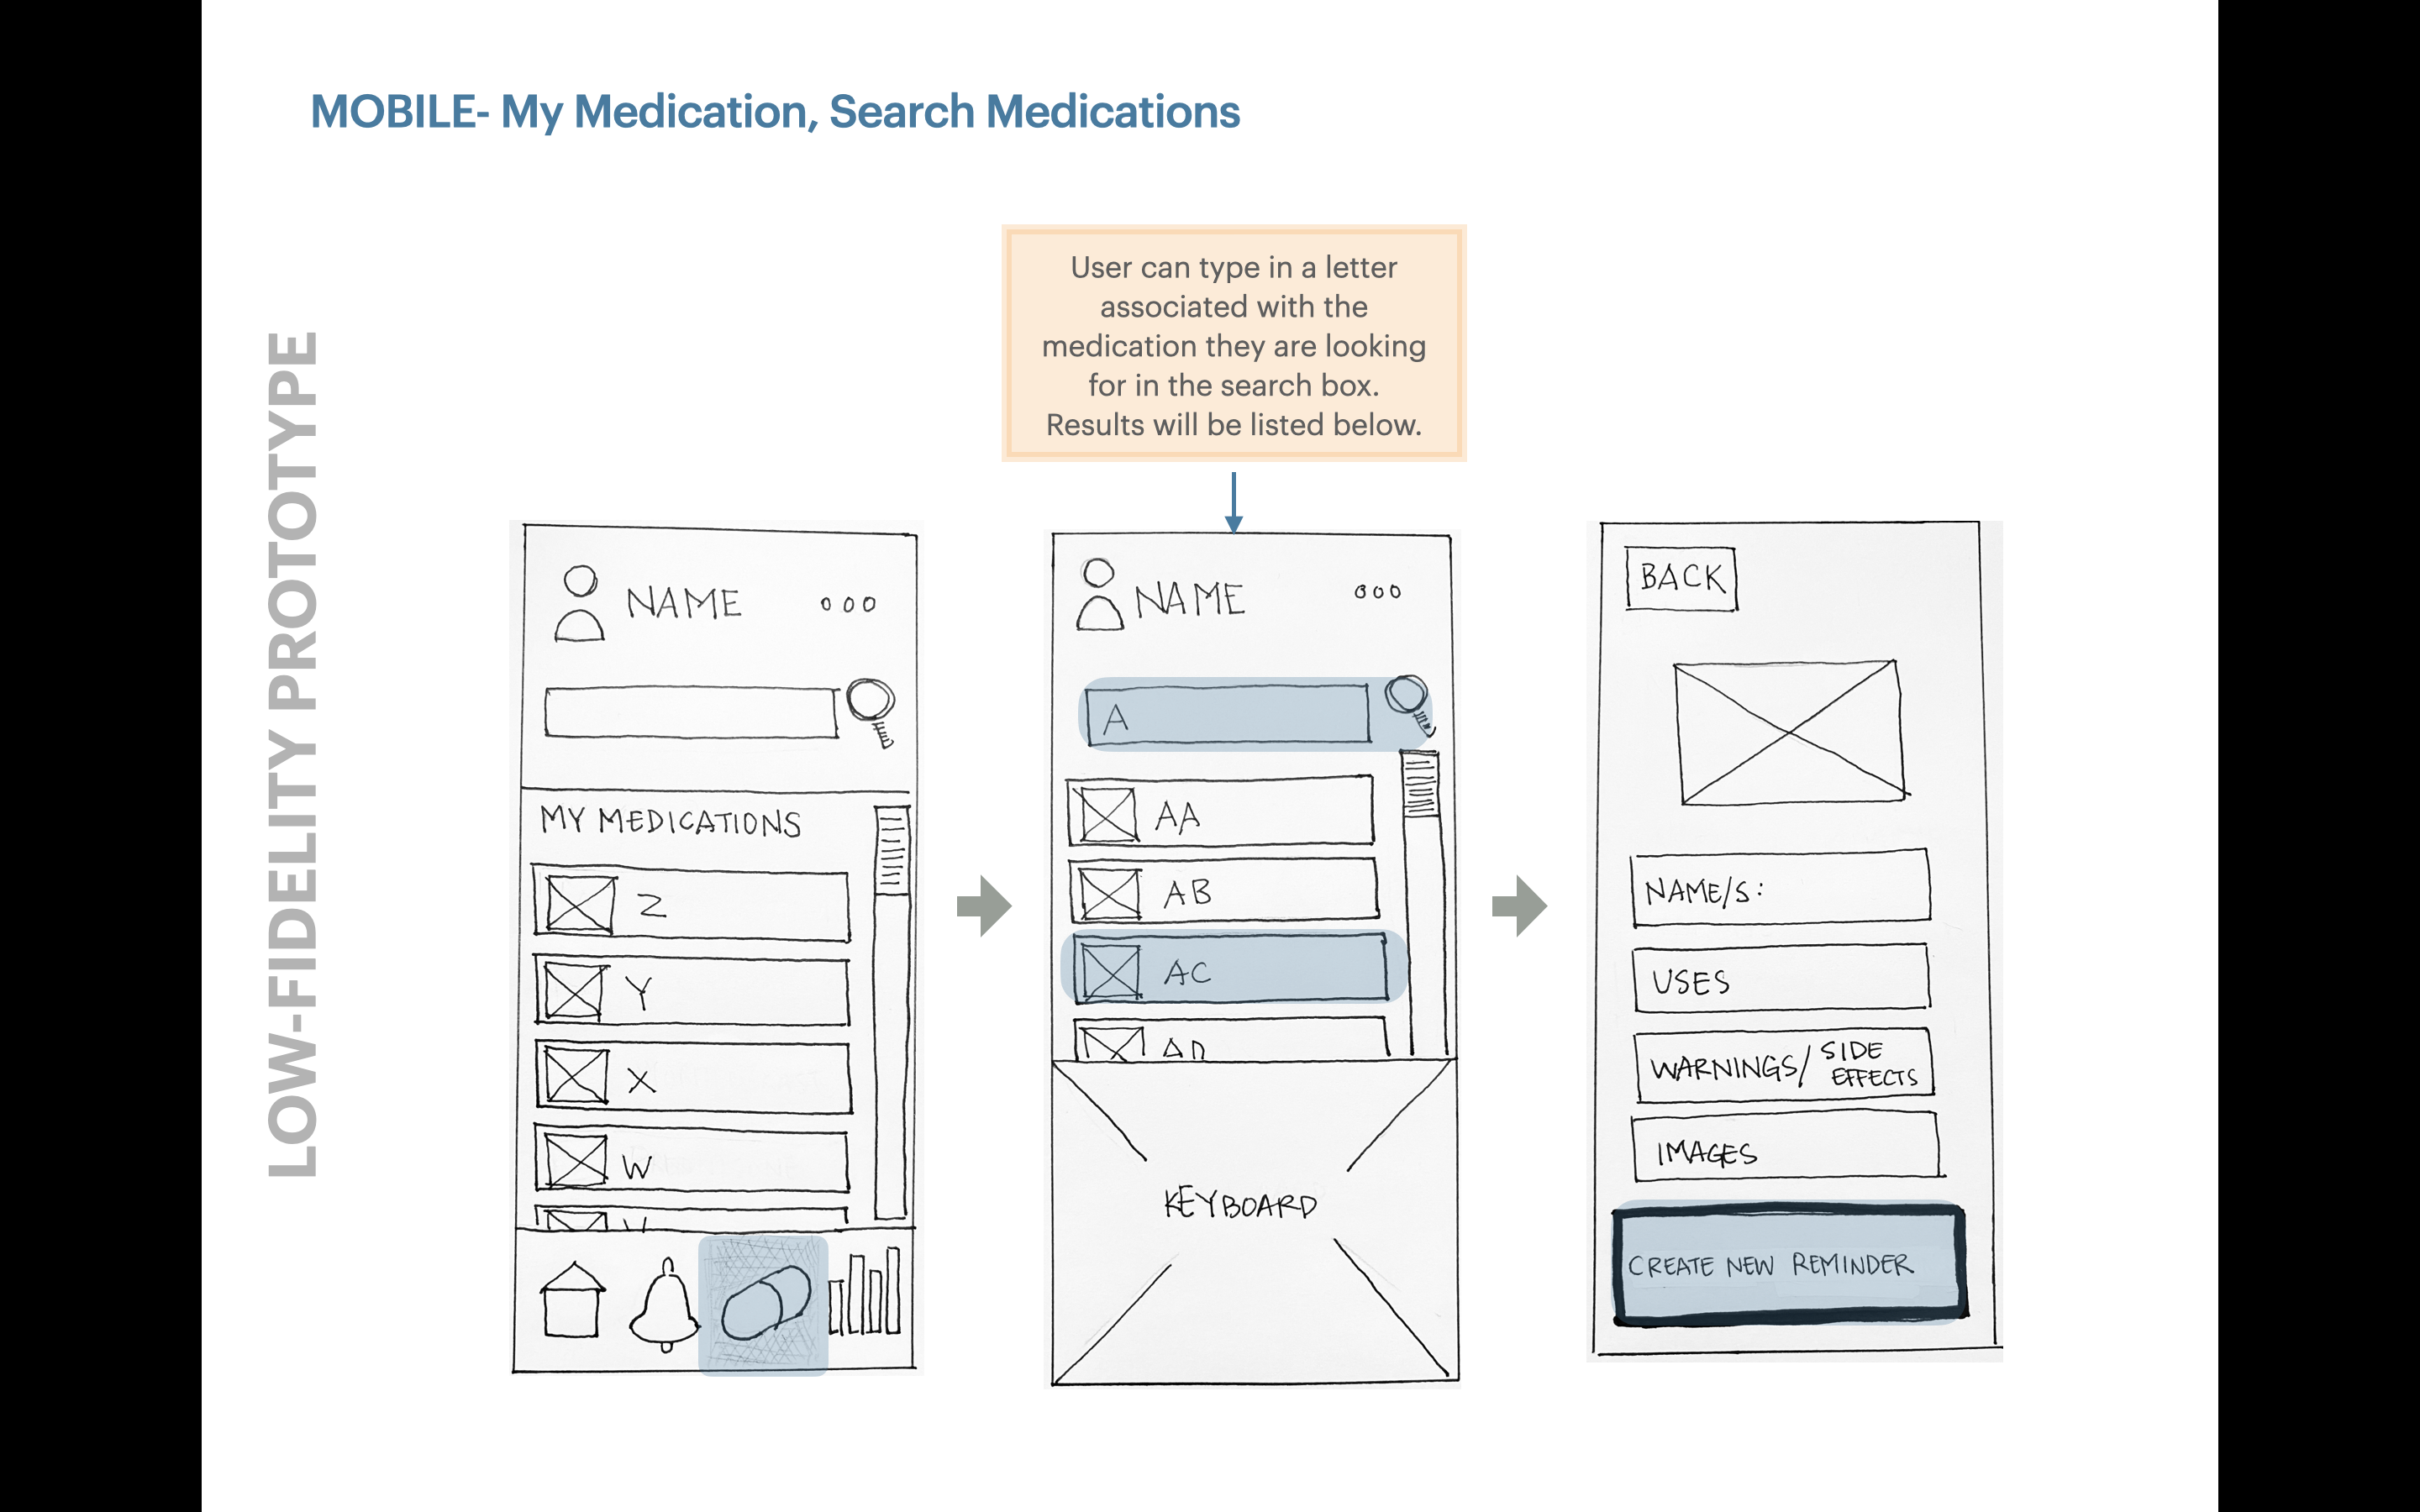 MOBILE- My Medication, Search Medications
LOW-FIDELITY PROTOTYPE
User can type in a letter
associated with the
medication they are looking
for in the search box.
Results will be listed below.
NAME
MY MEDICATIONS
Z
Y
X
W
NAME
A
AA
AB
AC
KEYBOARD
BACK
NAME/S:
USES
WARNINGS/ SIDE
EFFECTS
IMAGES
CREATE NEW REMINDER